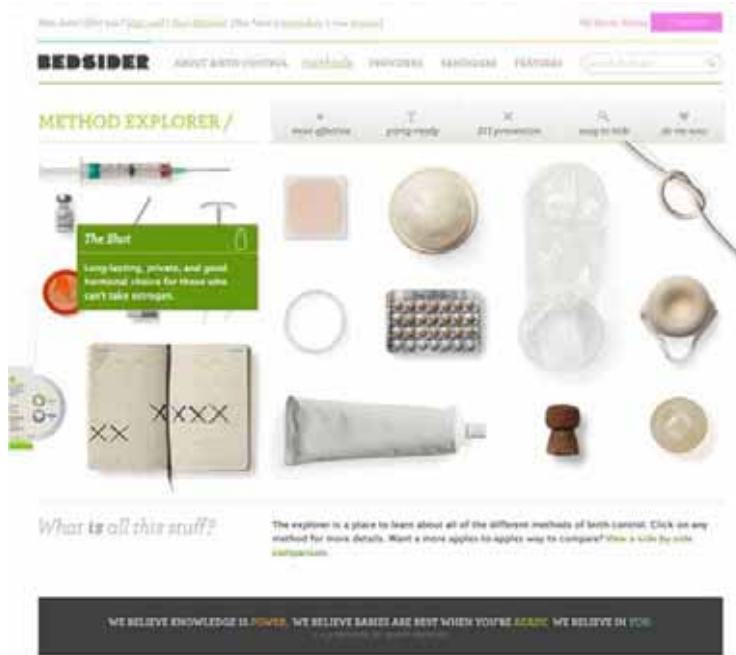 BEDSIDER
ABOUT BIRTH CONTROL methods PROVIDERS REMINDERS FEATURES
METHOD EXPLORER /
most effective party-ready STI prevention easy to hide do me now
The Shot
Long-lasting, private, and good
hormonal choice for those who
can't take estrogen.
XX XXXX
What is all this stuff?
The explorer is a place to learn about all of the different methods of birth control. Click on any
method for more details. Want a more apples-to-apples way to compare? View a side by side
comparison.
WE BELIEVE KNOWLEDGE IS POWER. WE BELIEVE BABIES ARE BEST WHEN YOU'RE READY. WE BELIEVE IN YOU.